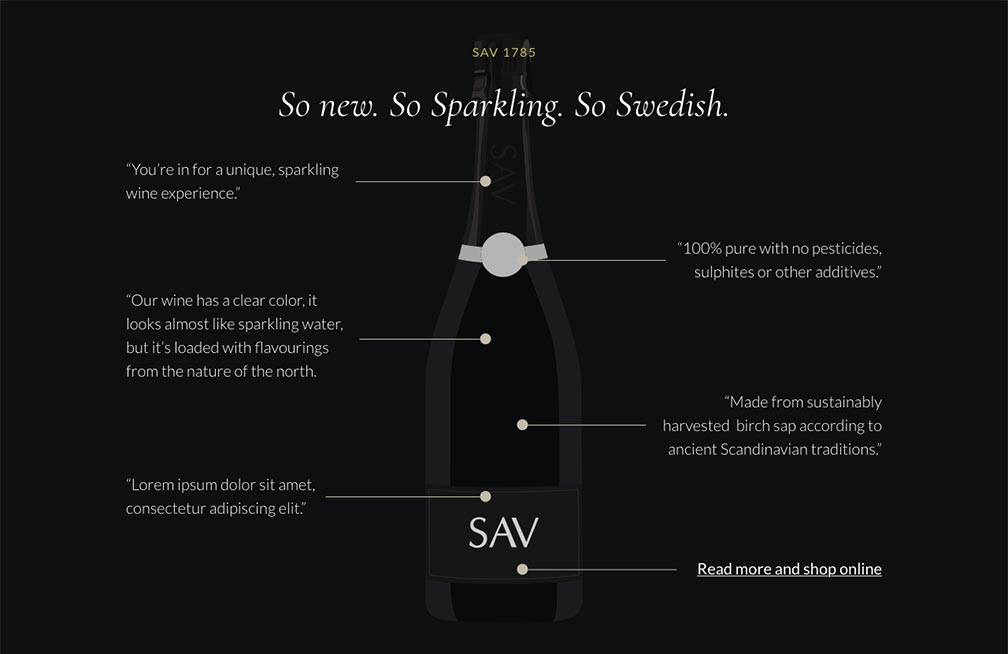 SAV 1785
So new. So Sparkling. So Swedish.
“You’re in for a unique, sparkling
wine experience.”
SAV
“100% pure with no pesticides,
sulphites or other additives.”
“Our wine has a clear color, it
looks almost like sparkling water,
but it’s loaded with flavourings
from the nature of the north.
“Made from sustainably
harvested birch sap according to
ancient Scandinavian traditions.”
“Lorem ipsum dolor sit amet,
consectetur adipiscing elit.”
SAV
Read more and shop online